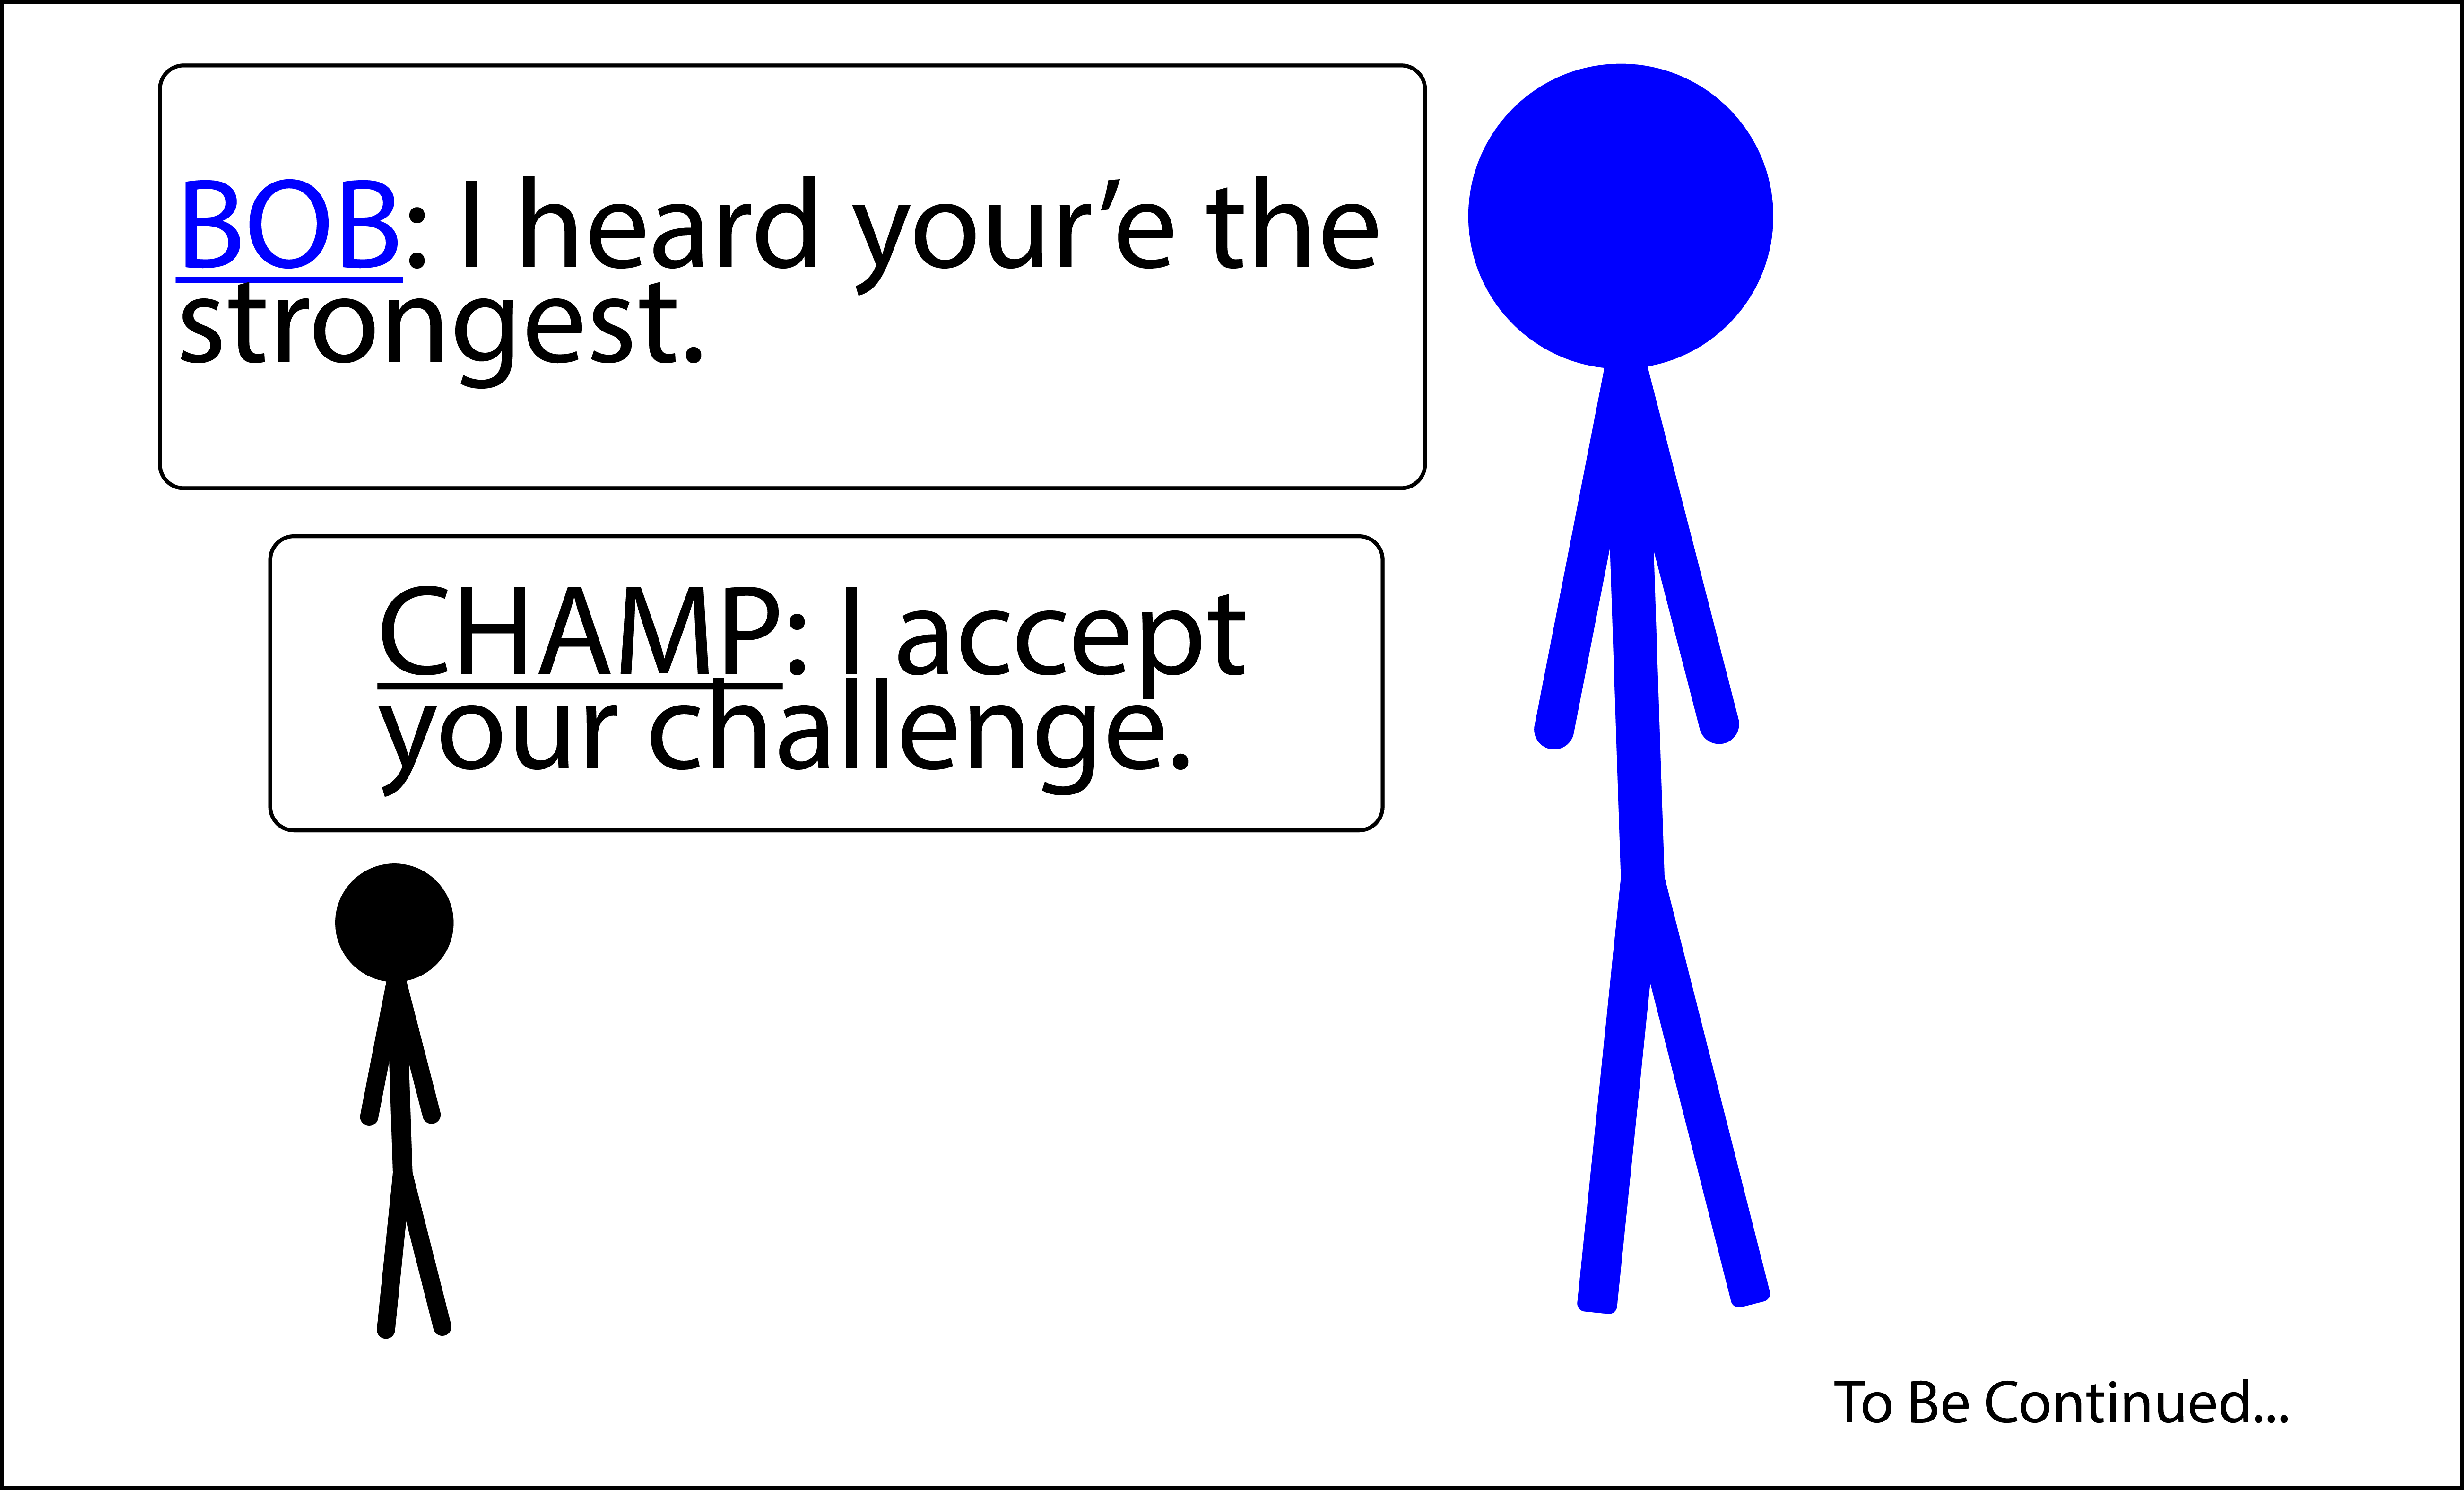 BOB: I heard your’e the
strongest.
CHAMP: I accept
your challenge.
To Be Continued...